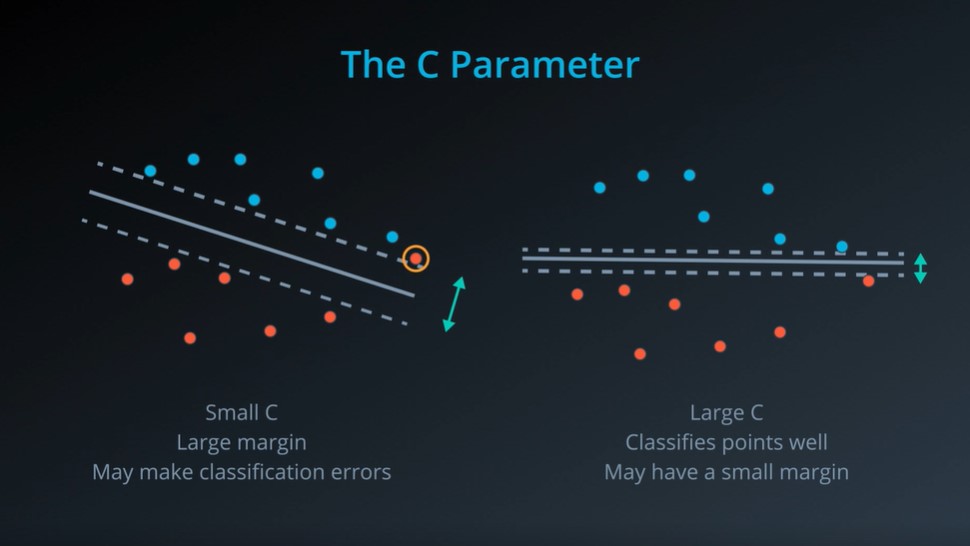 The C Parameter
Small C
Large margin
May make classification errors
Large C
Classifies points well
May have a small margin